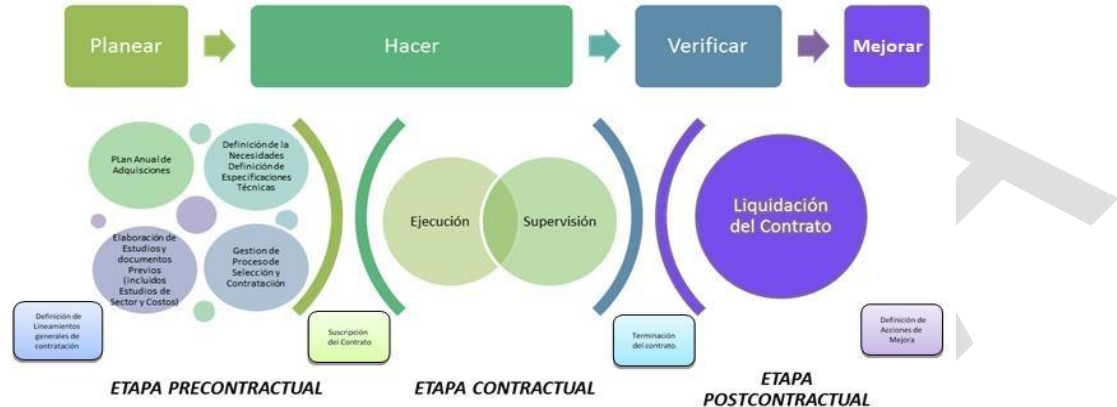 Planear
Hacer
Verificar
Mejorar
PLan Anual de
Adquisciones
Definición de la
Necesidades
Definición de
Especificaciones
Técnicas
Elaboración de
Estudios y
documentos
Previos
(incluidos
Estudios de
Sector y Costos)
Gestion de
Proceso de
Selección y
Contratación
Ejecución
Supervisión
Liquidación
del Contrato
Definición de
Lineamientos
generales de
contratación
Suscripción
del Contrato
Terminación
del contrato.
Definición de
Acciones de
Mejora
ETAPA PRECONTRACTUAL
ETAPA CONTRACTUAL
ETAPA
POSTCONTRACTUAL